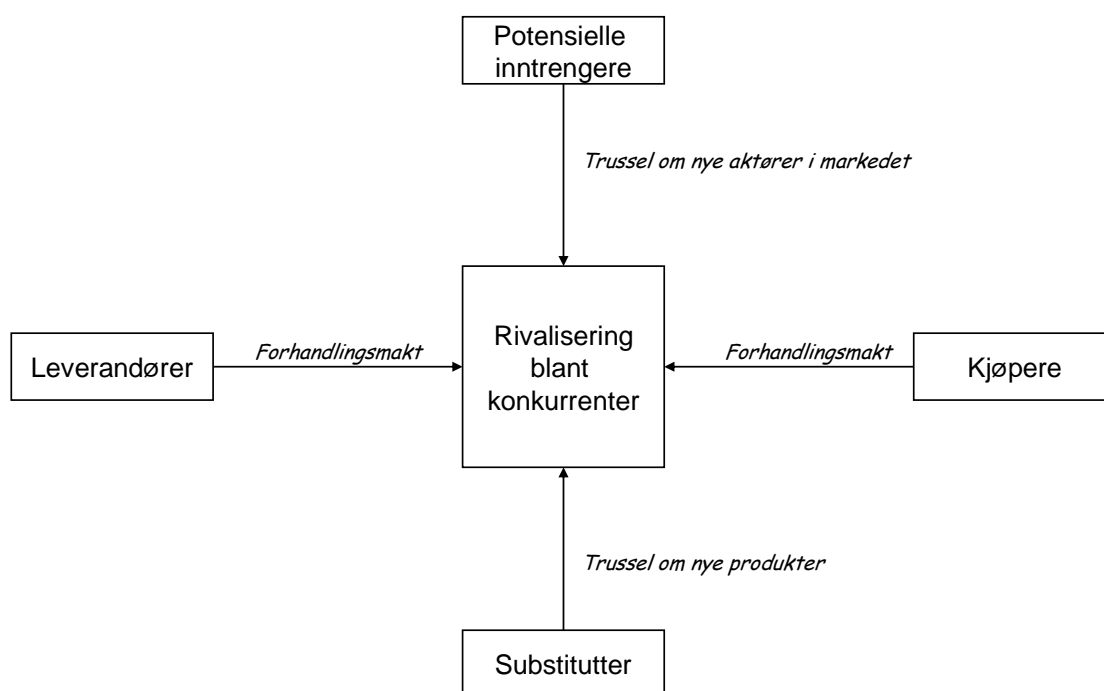 Potensielle
inntrengere
Trussel om nye aktører i markedet
Leverandører
Forhandlingsmakt
Rivalisering
blant
konkurrenter
Forhandlingsmakt
Kjøpere
Trussel om nye produkter
Substitutter